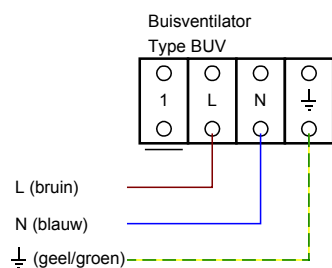 Buisventilator
Type BUV
1 L N
L (bruin)
N (blauw)
(geel/groen)